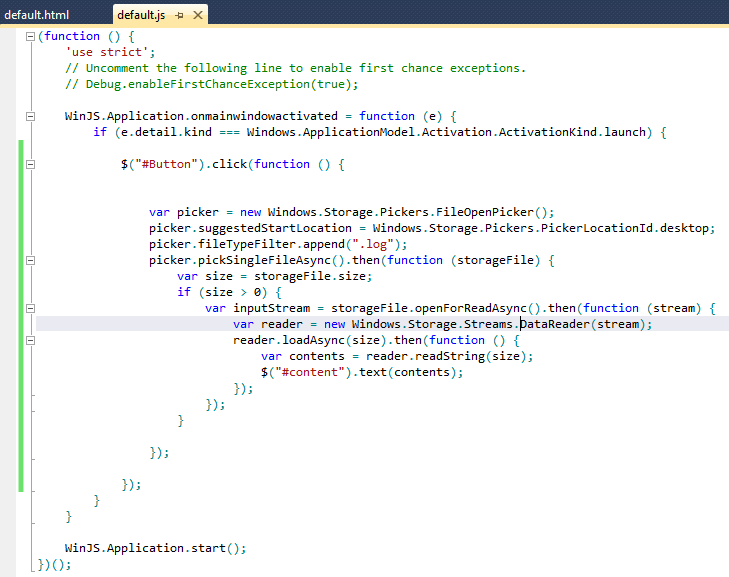 default.html default.js
(function () {
    'use strict';
    // Uncomment the following line to enable first chance exceptions.
    // Debug.enableFirstChanceException(true);
    WinJS.Application.onmainwindowactivated = function (e) {
        if (e.detail.kind === Windows.ApplicationModel.Activation.ActivationKind.launch) {
            $("#Button").click(function () {
                var picker = new Windows.Storage.Pickers.FileOpenPicker();
                picker.suggestedStartLocation = Windows.Storage.Pickers.PickerLocationId.desktop;
                picker.fileTypeFilter.append(".log");
                picker.pickSingleFileAsync().then(function (storageFile) {
                    var size = storageFile.size;
                    if (size > 0) {
                        var inputStream = storageFile.openForReadAsync().then(function (stream) {
                            var reader = new Windows.Storage.Streams.DataReader(stream);
                            reader.loadAsync(size).then(function () {
                                var contents = reader.readString(size);
                                $("#content").text(contents);
                            });
                        });
                    }
                });
            });
        }
    }
    WinJS.Application.start();
})();